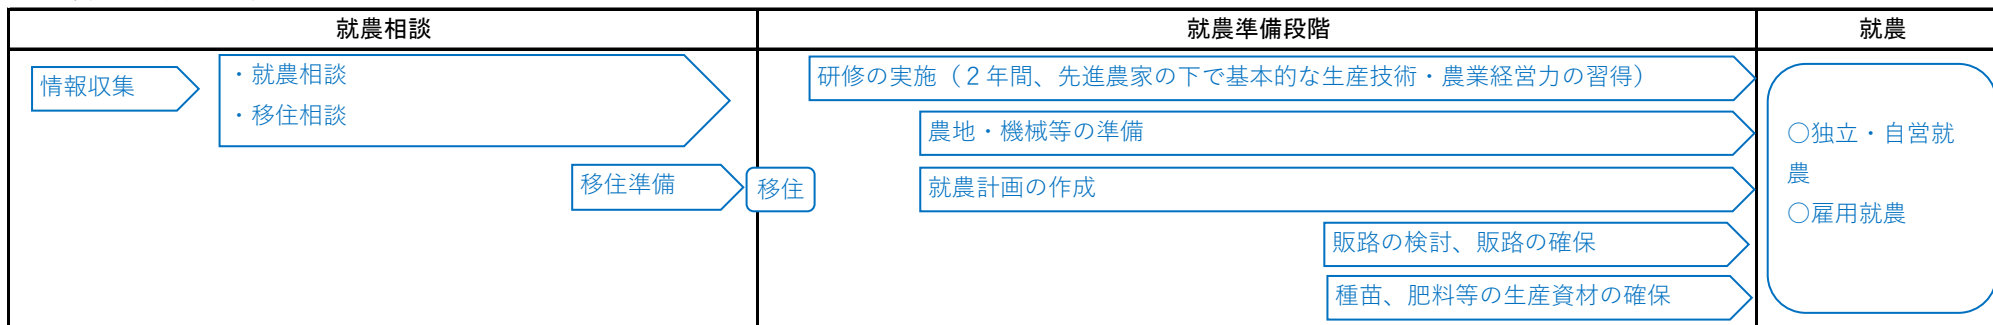 就農相談
就農準備段階
就農
情報収集
・就農相談
・移住相談
移住準備
移住
研修の実施（２年間、先進農家の下で基本的な生産技術・農業経営力の習得）
農地・機械等の準備
就農計画の作成
販路の検討、販路の確保
種苗、肥料等の生産資材の確保
○独立・自営就
農
○雇用就農